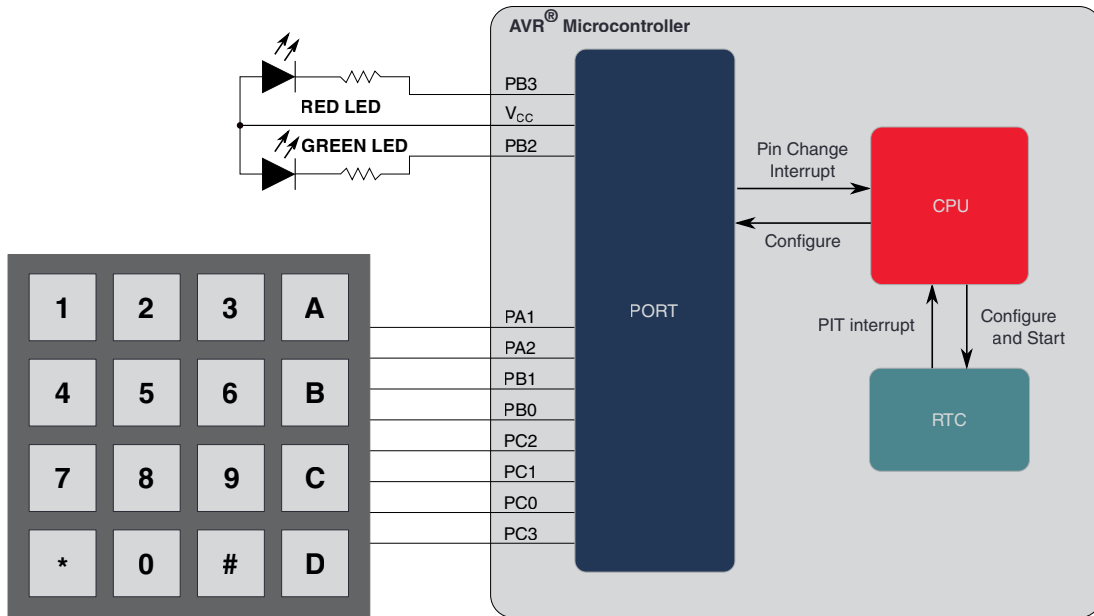 AVR® Microcontroller
RED LED
GREEN LED
PB3
VCC
PB2
Pin Change
Interrupt
Configure
CPU
PORT
PIT interrupt
Configure
and Start
RTC
1 2 3 A
4 5 6 B
7 8 9 C
* 0 # D
PA1
PA2
PB1
PB0
PC2
PC1
PC0
PC3